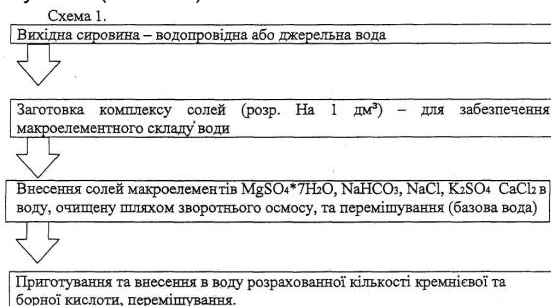 Схема 1.
Вихідна сировина – водопровідна або джерельна вода
Заготовка комплексу солей (розр. На 1 дм³) – для забезпечення
макроелементного складу води
Внесення солей макроелементів MgSO₄*7H₂O, NaHCO₃, NaCl, K₂SO₄ CaCl₂ в
воду, очищену шляхом зворотнього осмосу, та перемішування (базова вода)
Приготування та внесення в воду розрахованної кількості кремнієвої та
борної кислоти, перемішування.